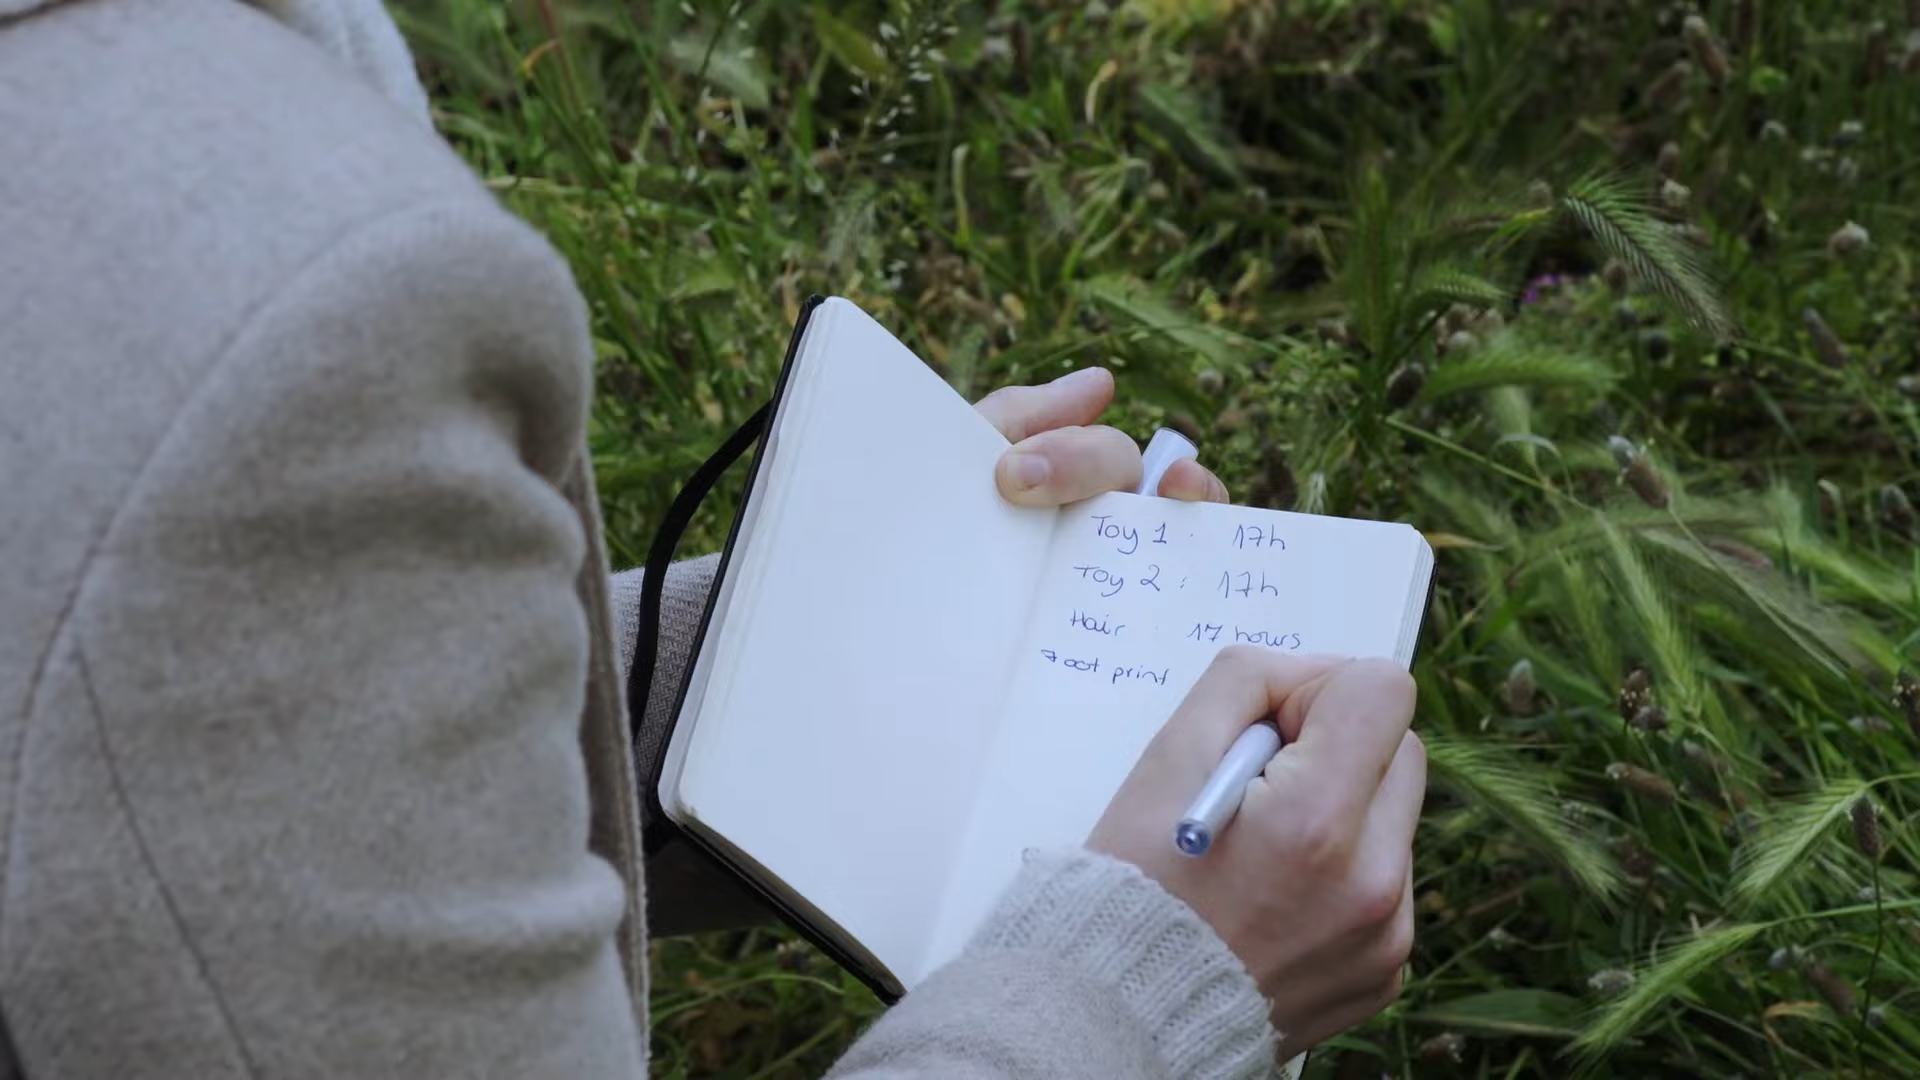 Toy 1 : 17h
Toy 2 : 17h
Hair : 17 hours
Foot print